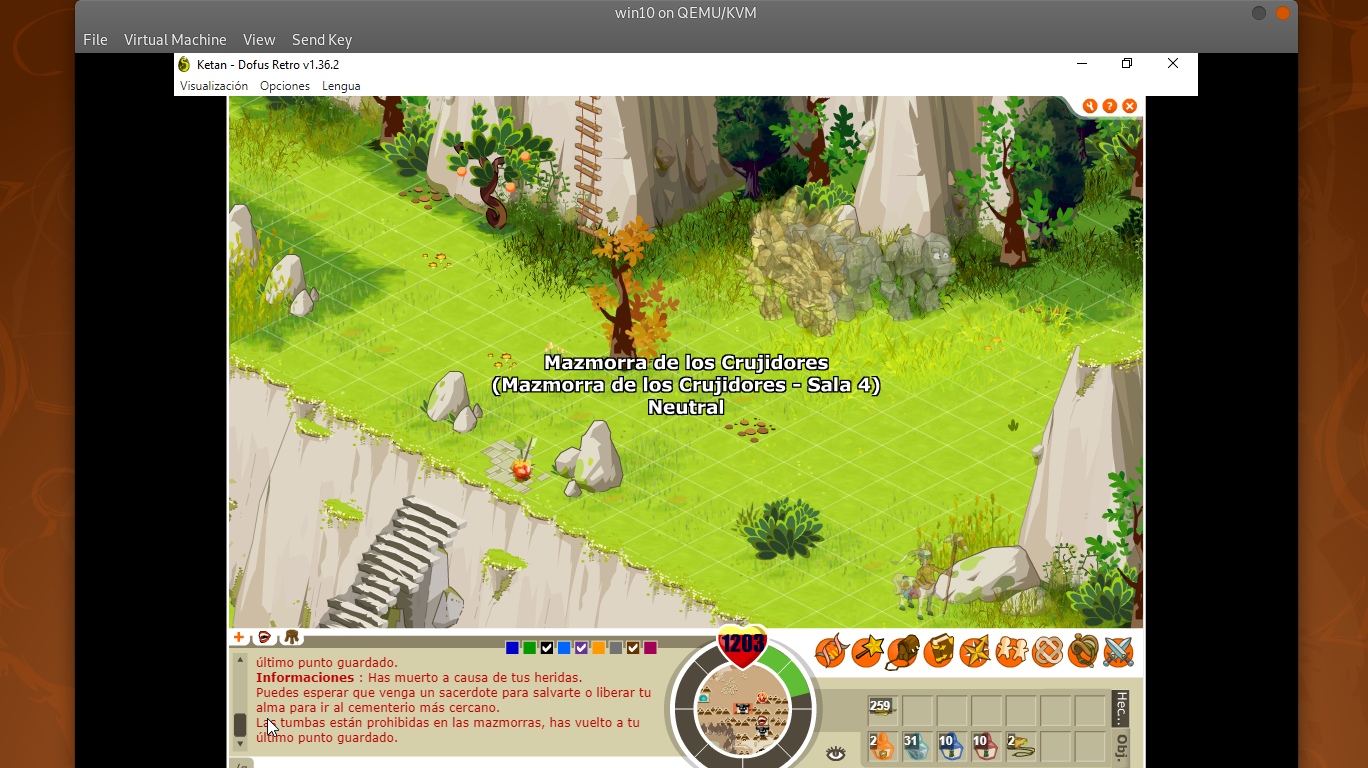 win10 on QEMU/KVM
File Virtual Machine View Send Key
Ketan - Dofus Retro v1.36.2
Visualización Opciones Lengua
Mazmorra de los Crujidores
(Mazmorra de los Crujidores - Sala 4)
Neutral
1203
último punto guardado.
Informaciones : Has muerto a causa de tus heridas.
Puedes esperar que venga un sacerdote para salvarte o liberar tu
alma para ir al cementerio más cercano.
Las tumbas están prohibidas en las mazmorras, has vuelto a tu
último punto guardado.
259
Hec...
2 31 10 10 2
Obj.